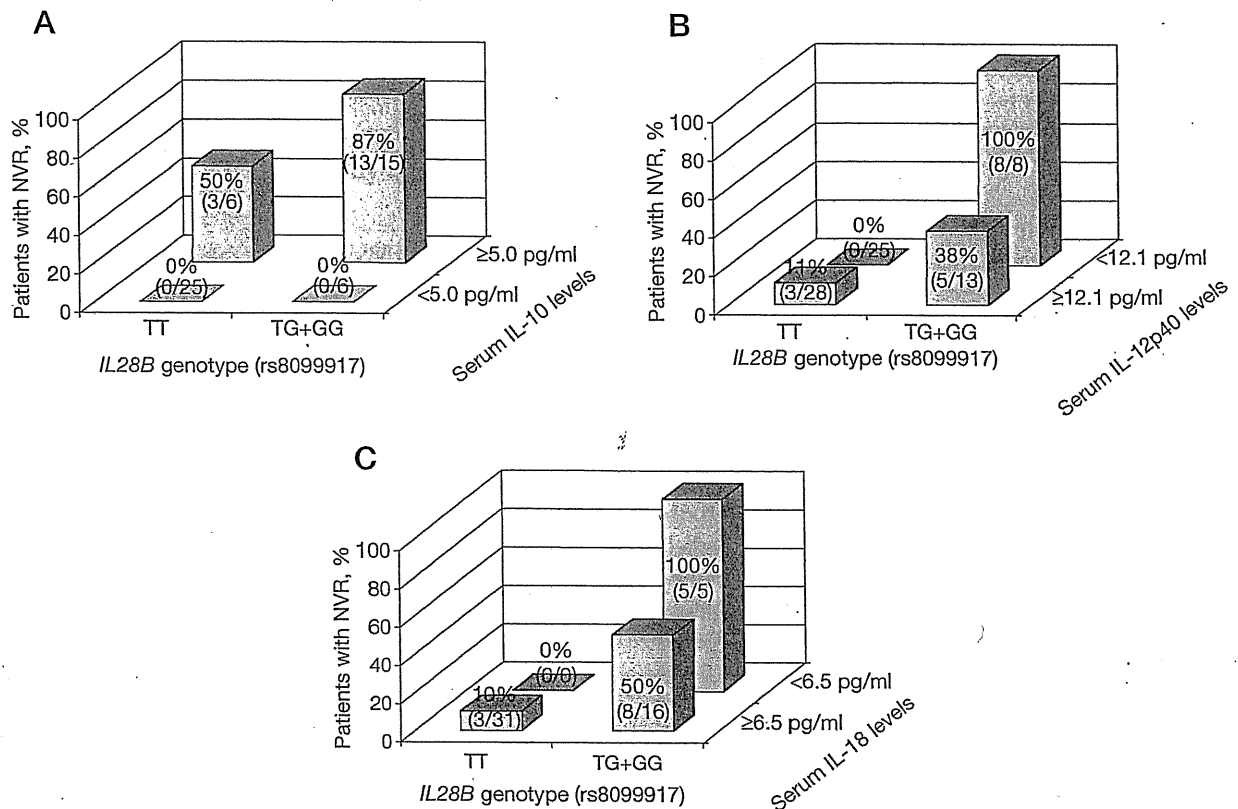 A
Patients with NVR, %
100
80
60
40
20
0
50%
(3/6)
87%
(13/15)
0%
(0/25)
0%
(0/6)
≥5.0 pg/ml
<5.0 pg/ml
TT
TG+GG
IL28B genotype (rs8099917)
Serum IL-10 levels
B
Patients with NVR, %
100
80
60
40
20
0
100%
(8/8)
0%
(0/25)
11%
(3/28)
38%
(5/13)
<12.1 pg/ml
≥12.1 pg/ml
TT
TG+GG
IL28B genotype (rs8099917)
Serum IL-12p40 levels
C
Patients with NVR, %
100
80
60
40
20
0
100%
(5/5)
0%
(0/0)
10%
(3/31)
50%
(8/16)
<6.5 pg/ml
≥6.5 pg/ml
TT
TG+GG
IL28B genotype (rs8099917)
Serum IL-18 levels